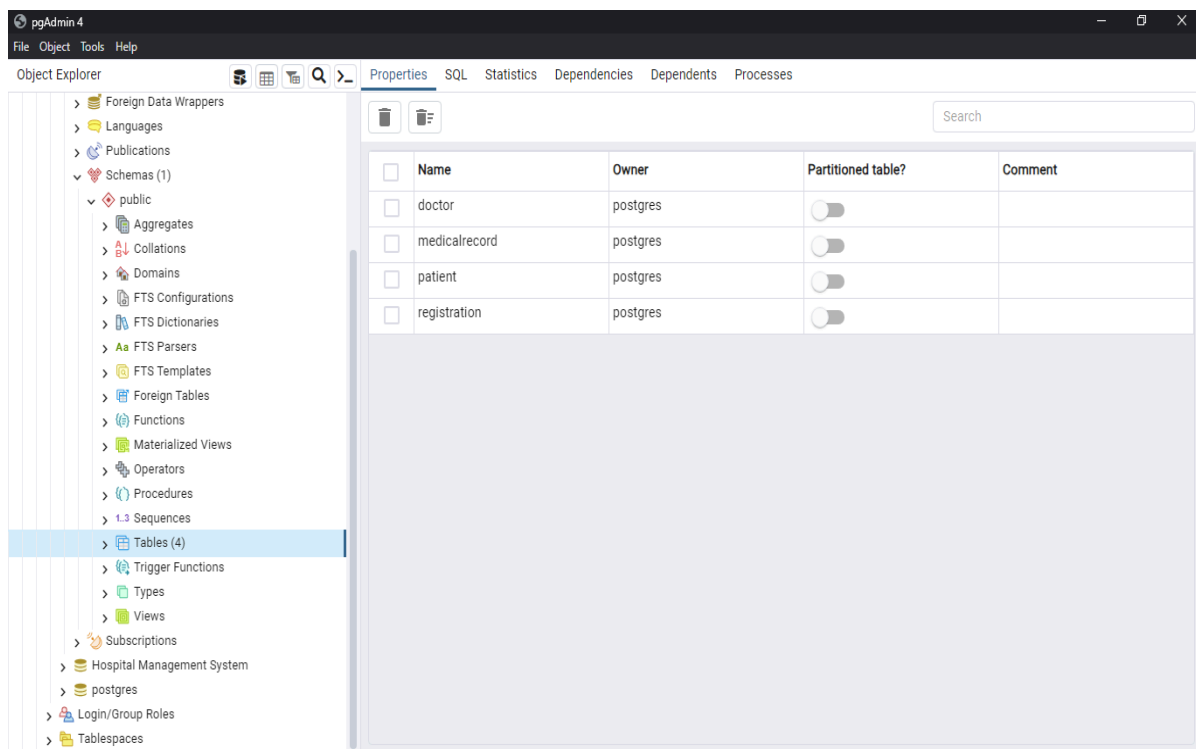 pgAdmin 4
File Object Tools Help
Object Explorer
Properties SQL Statistics Dependencies Dependents Processes
Foreign Data Wrappers
Languages
Publications
Schemas (1)
public
Aggregates
Collations
Domains
FTS Configurations
FTS Dictionaries
Aa FTS Parsers
FTS Templates
Foreign Tables
Functions
Materialized Views
Operators
Procedures
1..3 Sequences
Tables (4)
Trigger Functions
Types
Views
Subscriptions
Hospital Management System
postgres
Login/Group Roles
Tablespaces
Search
Name Owner Partitioned table? Comment
doctor postgres
medicalrecord postgres
patient postgres
registration postgres